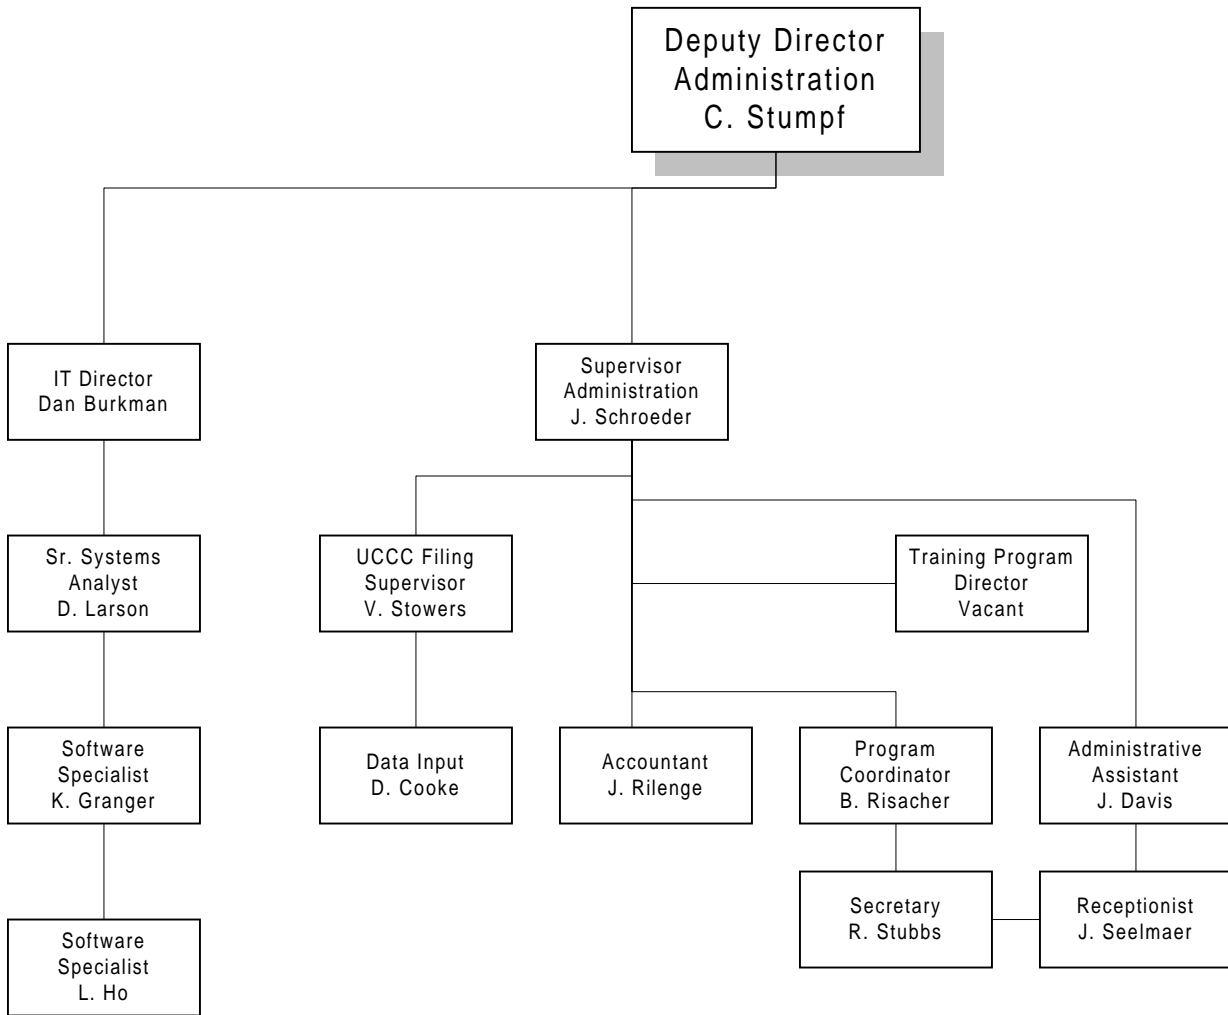 Deputy Director
Administration
C. Stumpf
IT Director
Dan Burkman
Supervisor
Administration
J. Schroeder
Sr. Systems
Analyst
D. Larson
UCCC Filing
Supervisor
V. Stowers
Training Program
Director
Vacant
Software
Specialist
K. Granger
Data Input
D. Cooke
Accountant
J. Rilenge
Program
Coordinator
B. Risacher
Administrative
Assistant
J. Davis
Secretary
R. Stubbs
Receptionist
J. Seelmaer
Software
Specialist
L. Ho